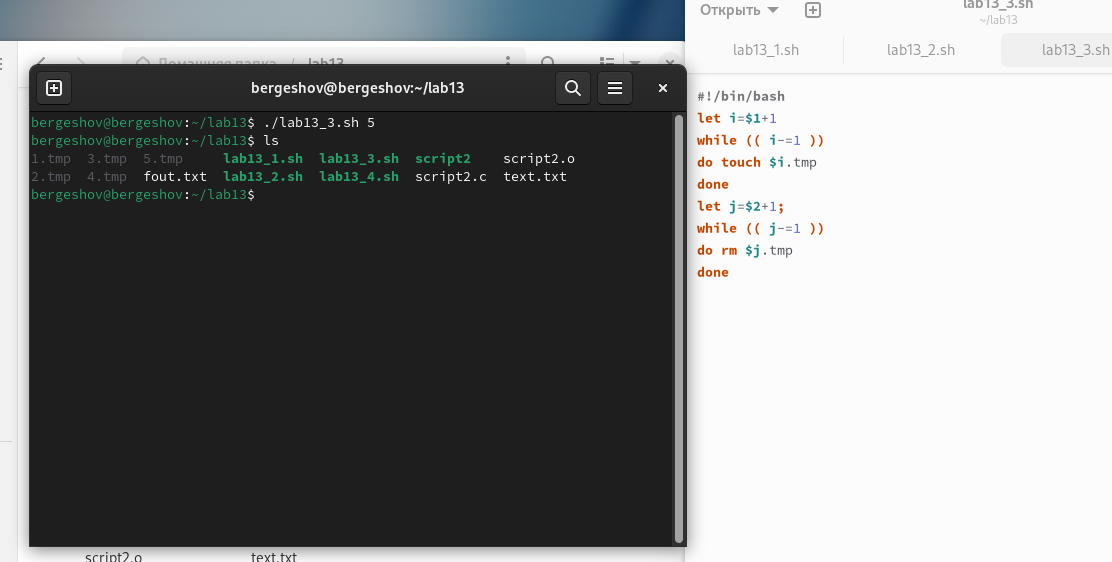 Открыть
lab13_3.sh
~/lab13
lab13_1.sh
lab13_2.sh
lab13_3.sh
Домашняя папка / lab13
bergeshov@bergeshov:~/lab13
bergeshov@bergeshov:~/lab13$ ./lab13_3.sh 5
bergeshov@bergeshov:~/lab13$ ls
1.tmp 3.tmp 5.tmp lab13_1.sh lab13_3.sh script2 script2.o
2.tmp 4.tmp fout.txt lab13_2.sh lab13_4.sh script2.c text.txt
bergeshov@bergeshov:~/lab13$
#!/bin/bash
let i=$1+1
while (( i-=1 ))
do touch $i.tmp
done
let j=$2+1;
while (( j-=1 ))
do rm $j.tmp
done
script2.o
text.txt